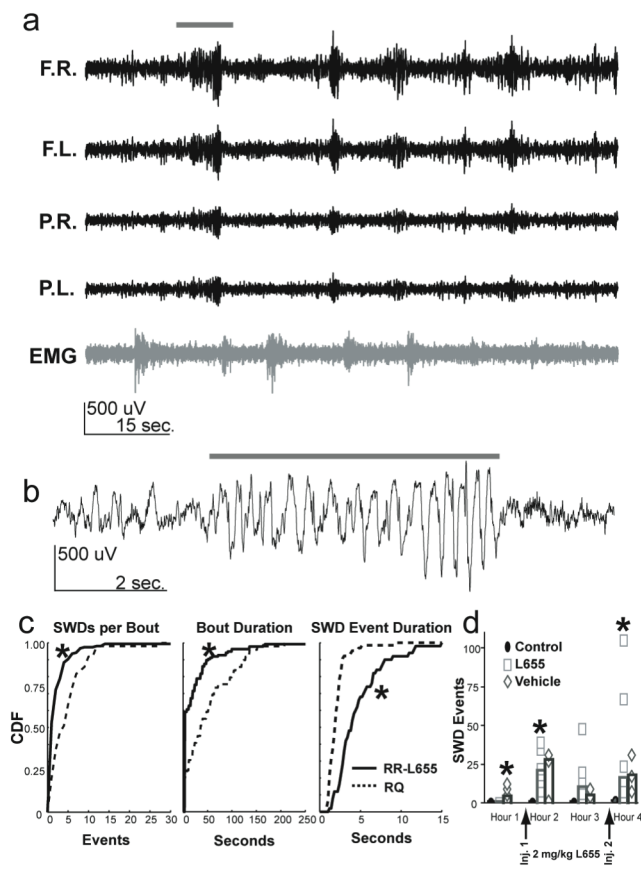 a
F.R.
F.L.
P.R.
P.L.
EMG
500 uV
15 sec.
b
500 uV
2 sec.
c
SWDs per Bout
Bout Duration
SWD Event Duration
*
*
*
CDF
1.00
0.75
0.50
0.25
0
0 5 10 15 20 25 30
0 50 100 150 200 250
0 5 10 15
RR-L655
RQ
Events
Seconds
Seconds
d
*
Control
L655
Vehicle
*
*
SWD Events
100
75
50
25
0
Hour 1
Hour 2
Hour 3
Hour 4
Inj. 1
2 mg/kg L655
Inj. 2